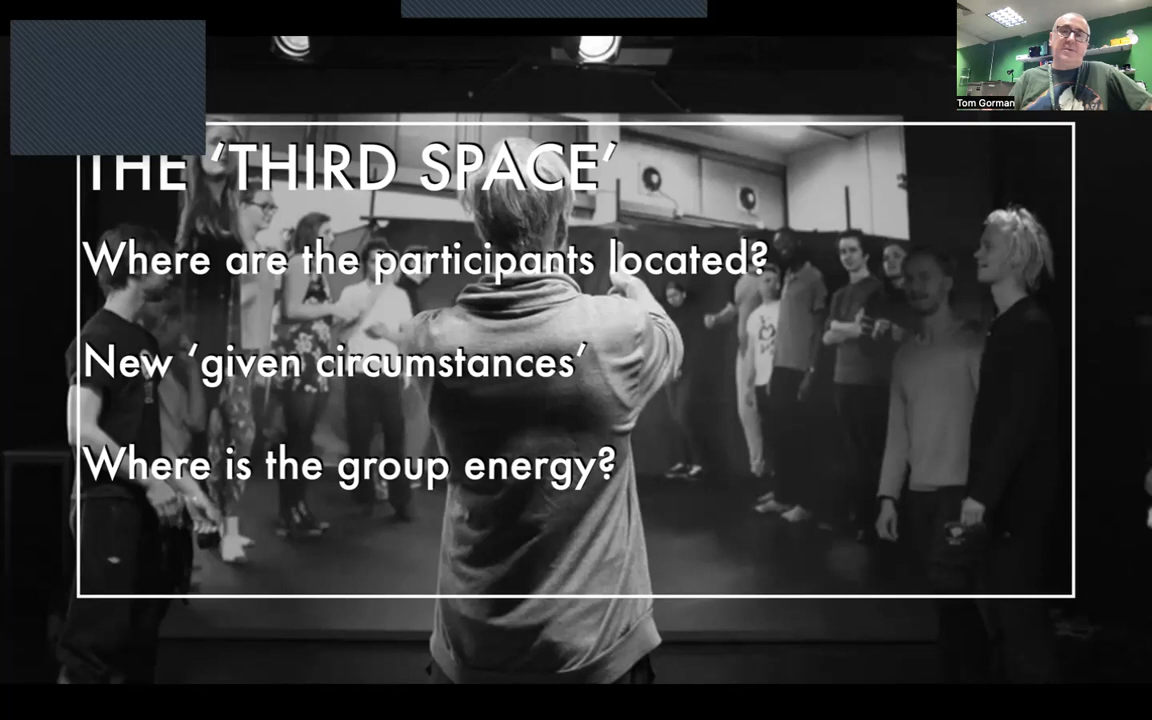 Tom Gorman
THE ‘THIRD SPACE’
Where are the participants located?
New ‘given circumstances’
Where is the group energy?